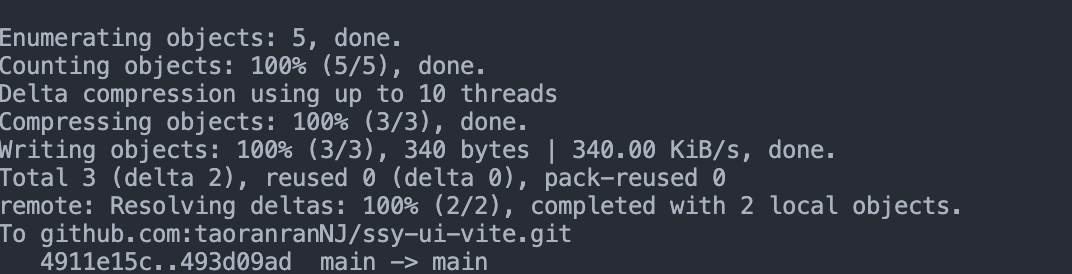 Enumerating objects: 5, done.
Counting objects: 100% (5/5), done.
Delta compression using up to 10 threads
Compressing objects: 100% (3/3), done.
Writing objects: 100% (3/3), 340 bytes | 340.00 KiB/s, done.
Total 3 (delta 2), reused 0 (delta 0), pack-reused 0
remote: Resolving deltas: 100% (2/2), completed with 2 local objects.
To github.com:taoranranNJ/ssy-ui-vite.git
   4911e15c..493d09ad  main -> main